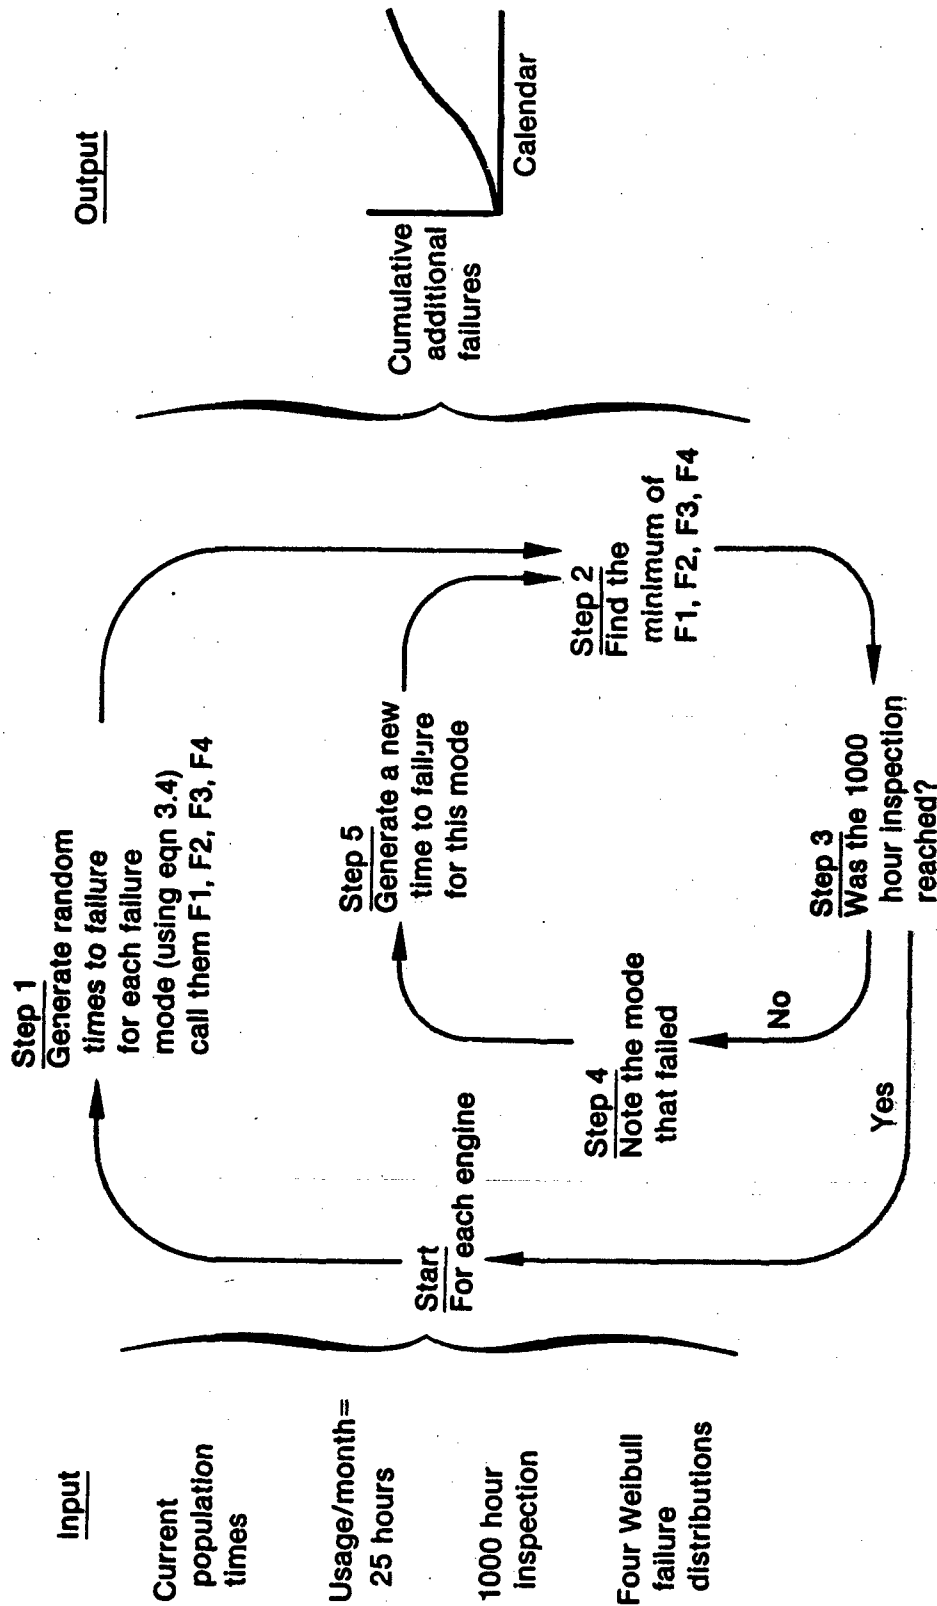 Input
Current
population
times
Usage/month=
25 hours
1000 hour
inspection
Four Weibull
failure
distributions
Start
For each engine
Step 1
Generate random
times to failure
for each failure
mode (using eqn 3.4)
call them F1, F2, F3, F4
Step 2
Find the
minimum of
F1, F2, F3, F4
Step 3
Was the 1000
hour inspection
reached?
No
Yes
Step 4
Note the mode
that failed
Step 5
Generate a new
time to failure
for this mode
Output
Cumulative
additional
failures
Calendar